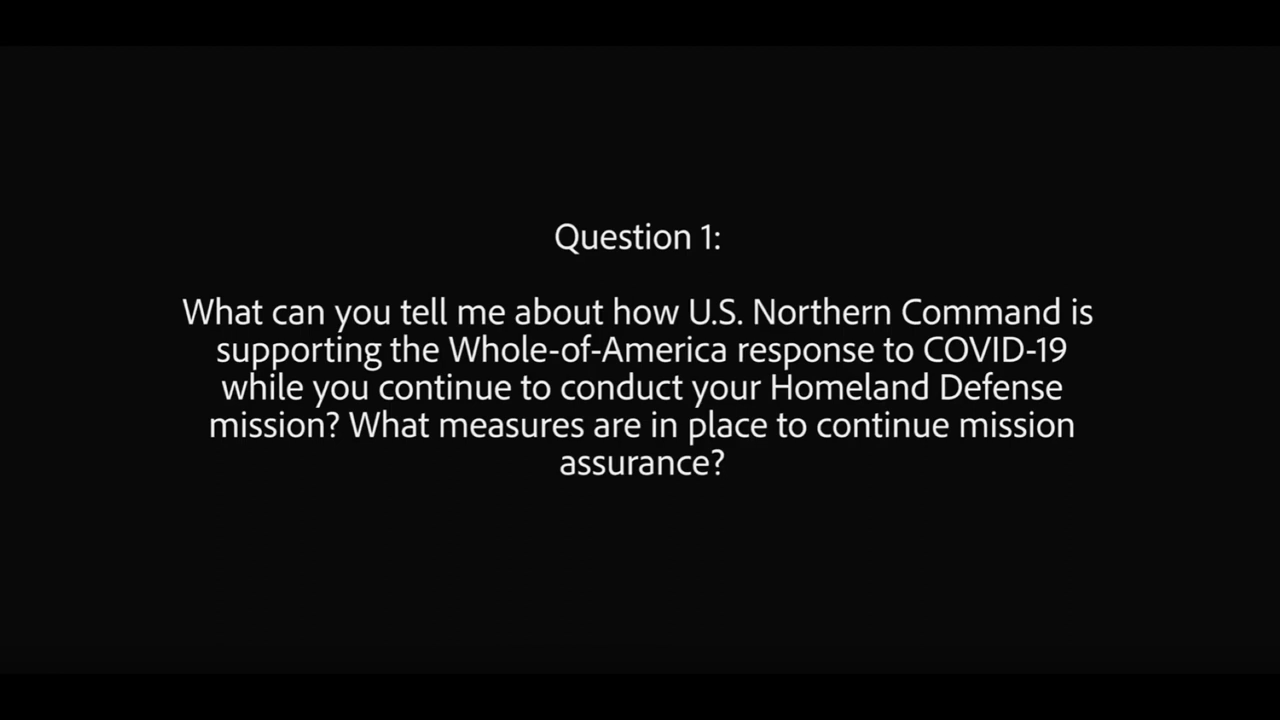 Question 1:
What can you tell me about how U.S. Northern Command is
supporting the Whole-of-America response to COVID-19
while you continue to conduct your Homeland Defense
mission? What measures are in place to continue mission
assurance?